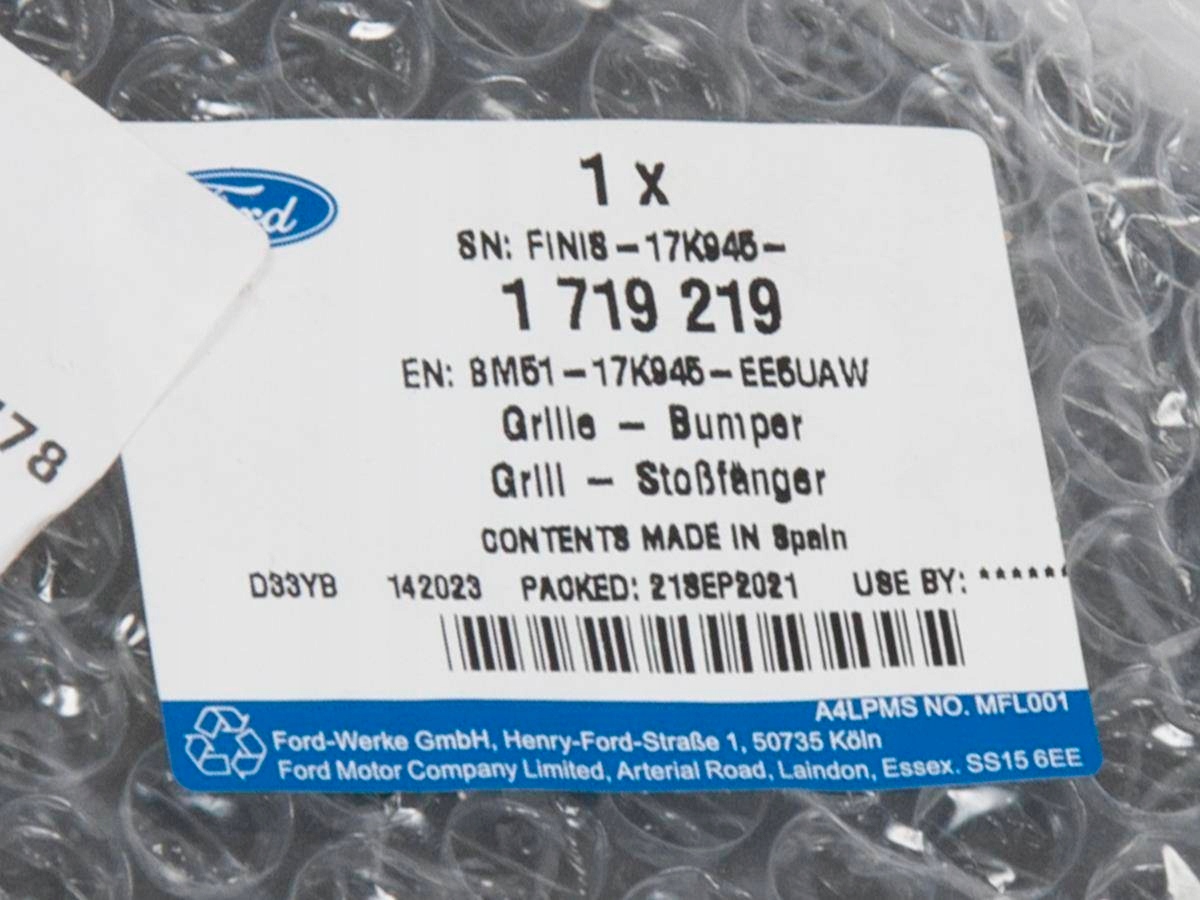 Ford
1 x
SN: FINIS-17K945-
1 719 219
EN: BM51-17K945-EE5UAW
Grille - Bumper
Grill - Stoßfänger
CONTENTS MADE IN Spain
D33YB 142023 PACKED: 21SEP2021 USE BY: ******
A4LPMS NO. MFL001
Ford-Werke GmbH, Henry-Ford-Straße 1, 50735 Köln
Ford Motor Company Limited, Arterial Road, Laindon, Essex. SS15 6EE
78